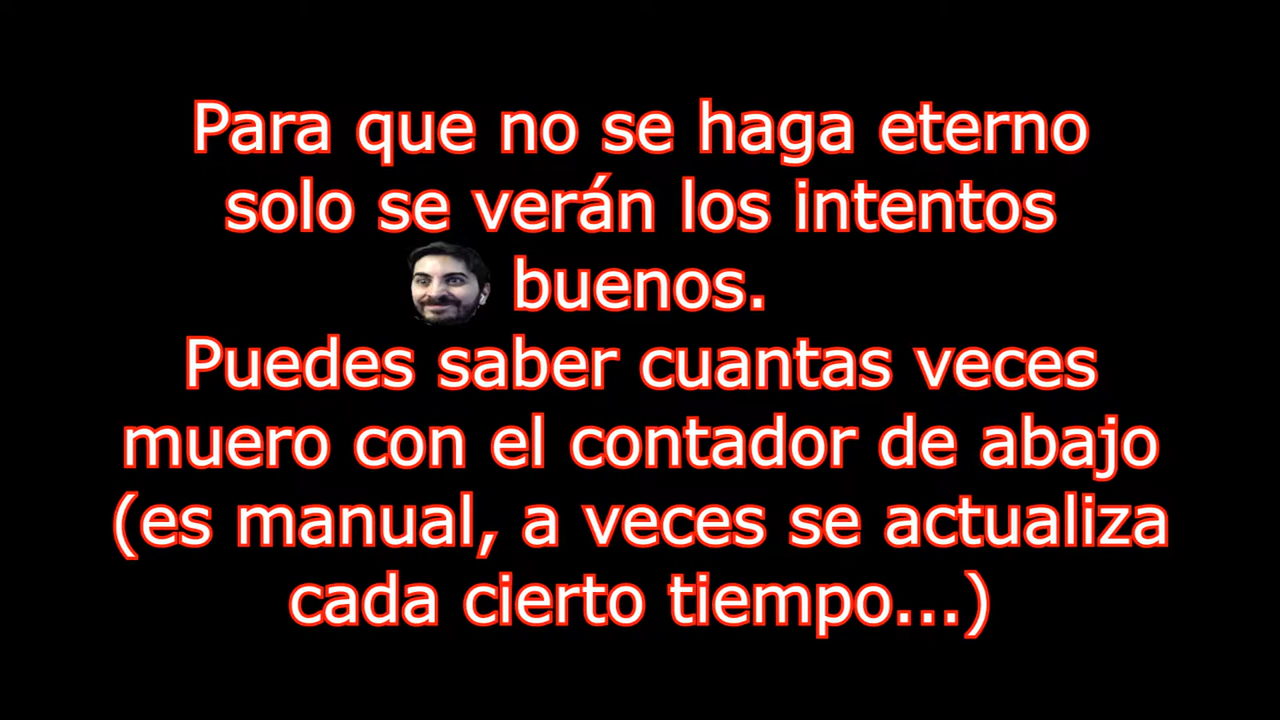 Para que no se haga eterno
solo se verán los intentos
buenos.
Puedes saber cuantas veces
muero con el contador de abajo
(es manual, a veces se actualiza
cada cierto tiempo...)